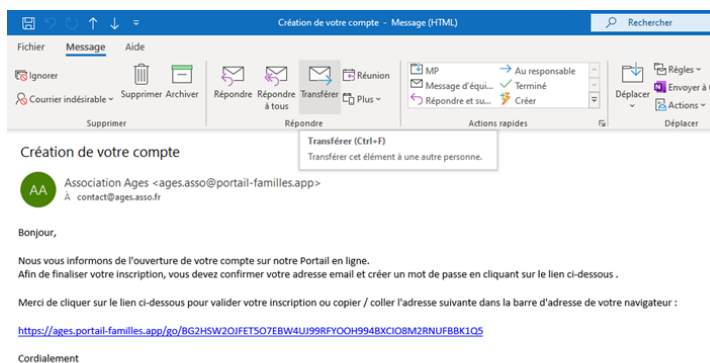 Création de votre compte - Message (HTML)
Rechercher
Fichier Message Aide
Ignorer
Courrier indésirable
Supprimer Archiver
Répondre Répondre à tous Transférer
Réunion
Plus
MP
Message d'équi...
Répondre et su...
Au responsable
Terminé
Créer
Déplacer
Règles
Envoyer à
Actions
Supprimer Répondre Actions rapides Déplacer
Transférer (Ctrl+F)
Transférer cet élément à une autre personne.
Création de votre compte
AA
Association Ages <ages.asso@portail-familles.app>
À contact@ages.asso.fr
Bonjour,
Nous vous informons de l'ouverture de votre compte sur notre Portail en ligne.
Afin de finaliser votre inscription, vous devez confirmer votre adresse email et créer un mot de passe en cliquant sur le lien ci-dessous .
Merci de cliquer sur le lien ci-dessous pour valider votre inscription ou copier / coller l'adresse suivante dans la barre d'adresse de votre navigateur :
https://ages.portail-familles.app/go/BG2HSW2OJFET5O7EBW4UJ99RFYOOH994BXCIO8M2RNUFBBK1Q5
Cordialement